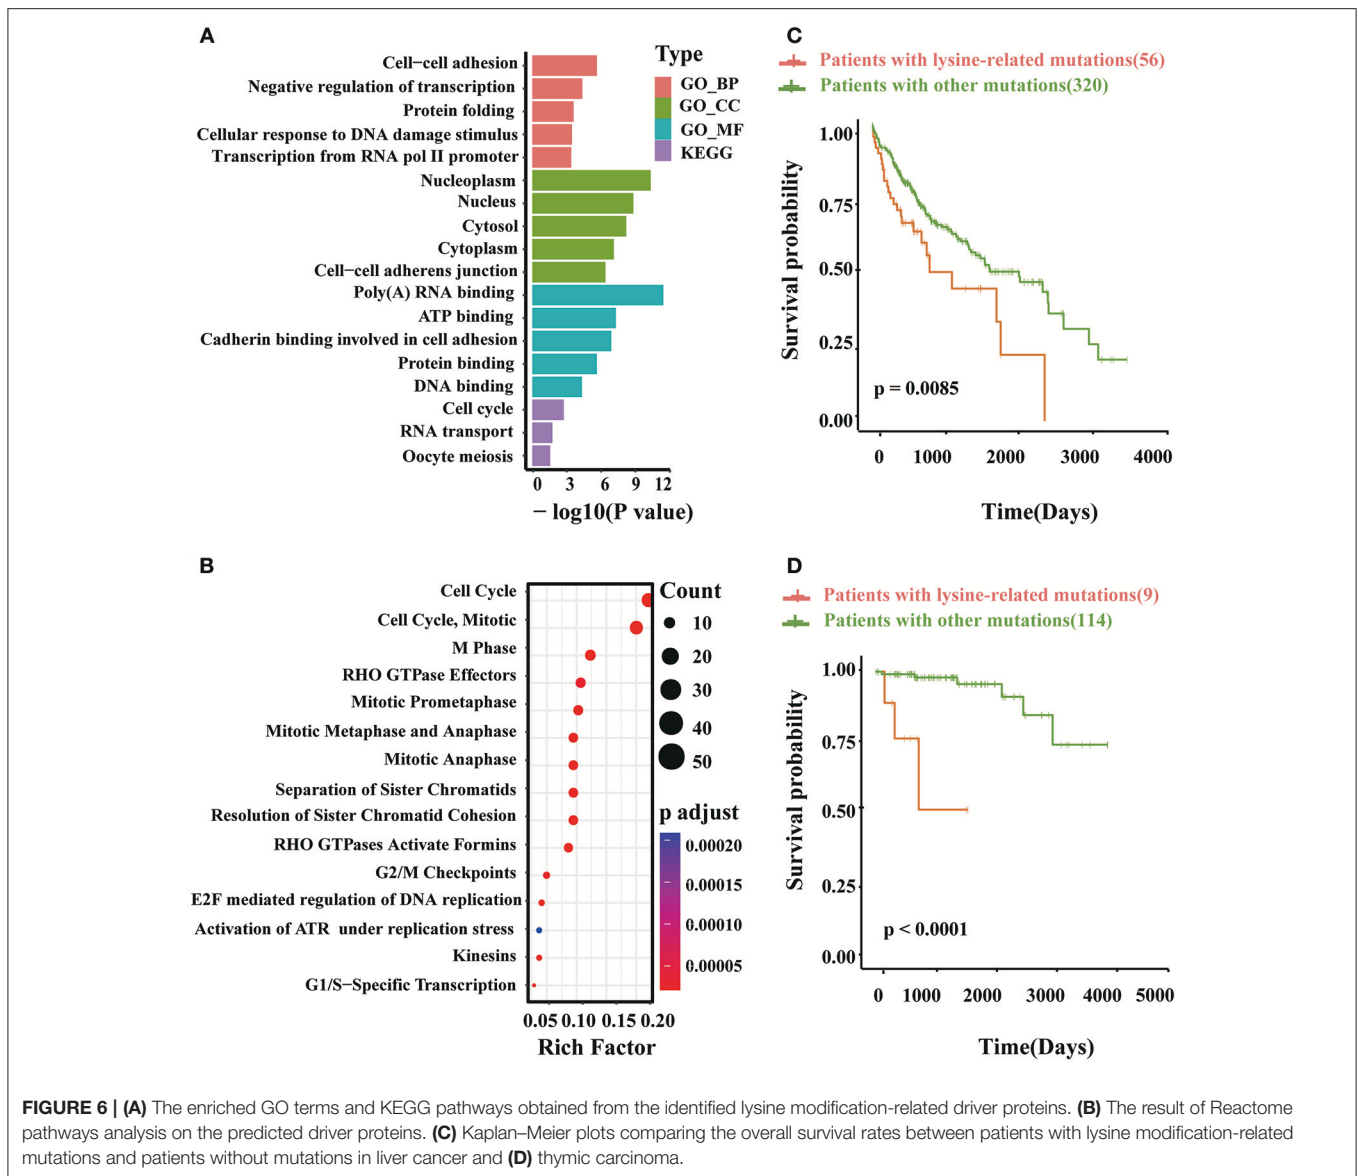 A
Type
GO_BP
GO_CC
GO_MF
KEGG
Cell−cell adhesion
Negative regulation of transcription
Protein folding
Cellular response to DNA damage stimulus
Transcription from RNA pol II promoter
Nucleoplasm
Nucleus
Cytosol
Cytoplasm
Cell−cell adherens junction
Poly(A) RNA binding
ATP binding
Cadherin binding involved in cell adhesion
Protein binding
DNA binding
Cell cycle
RNA transport
Oocyte meiosis
0 3 6 9 12
− log10(P value)
C
Patients with lysine-related mutations(56)
Patients with other mutations(320)
Survival probability
1.00
0.75
0.50
0.25
0.00
p = 0.0085
0 1000 2000 3000 4000
Time(Days)
B
Cell Cycle
Cell Cycle, Mitotic
M Phase
RHO GTPase Effectors
Mitotic Prometaphase
Mitotic Metaphase and Anaphase
Mitotic Anaphase
Separation of Sister Chromatids
Resolution of Sister Chromatid Cohesion
RHO GTPases Activate Formins
G2/M Checkpoints
E2F mediated regulation of DNA replication
Activation of ATR under replication stress
Kinesins
G1/S−Specific Transcription
0.05 0.10 0.15 0.20
Rich Factor
Count
10
20
30
40
50
p adjust
0.00020
0.00015
0.00010
0.00005
D
Patients with lysine-related mutations(9)
Patients with other mutations(114)
Survival probability
1.00
0.75
0.50
0.25
0.00
p < 0.0001
0 1000 2000 3000 4000 5000
Time(Days)
FIGURE 6 | (A) The enriched GO terms and KEGG pathways obtained from the identified lysine modification-related driver proteins. (B) The result of Reactome
pathways analysis on the predicted driver proteins. (C) Kaplan–Meier plots comparing the overall survival rates between patients with lysine modification-related
mutations and patients without mutations in liver cancer and (D) thymic carcinoma.